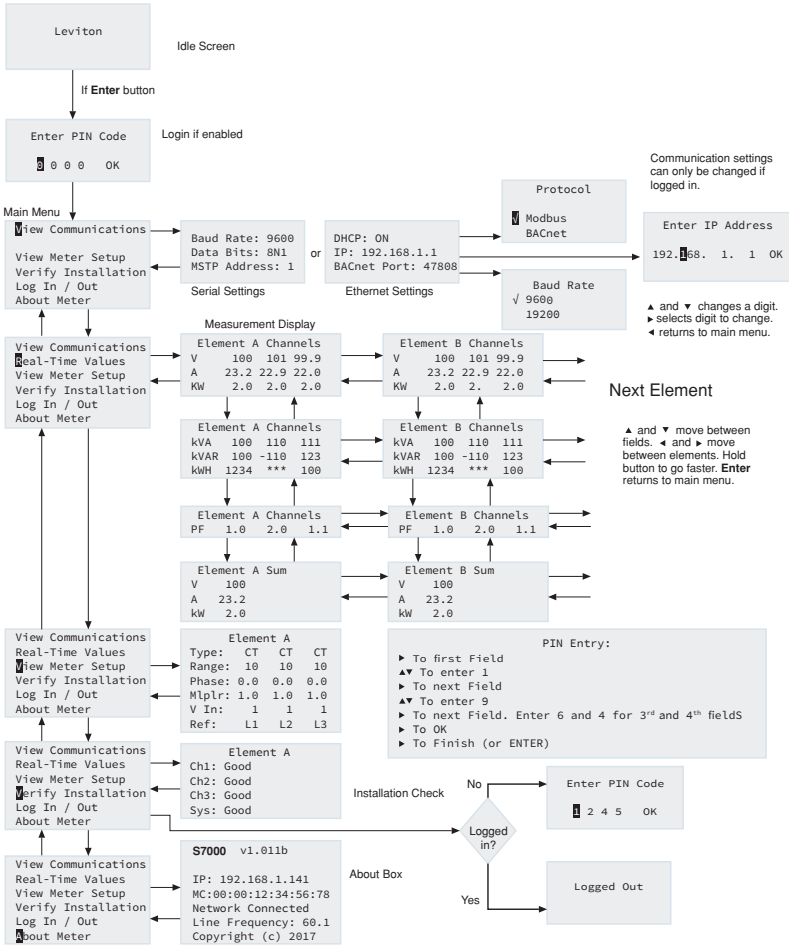 Leviton
Idle Screen
If Enter button
Enter PIN Code
0 0 0 0 OK
Login if enabled
Communication settings
can only be changed if
logged in.
Main Menu
View Communications
View Meter Setup
Verify Installation
Log In / Out
About Meter
Baud Rate: 9600
Data Bits: 8N1
MSTP Address: 1
Serial Settings
or
DHCP: ON
IP: 192.168.1.1
BACnet Port: 47808
Ethernet Settings
Protocol
√ Modbus
BACnet
Enter IP Address
192.168. 1. 1 OK
Baud Rate
√ 9600
19200
▲ and ▼ changes a digit.
► selects digit to change.
◄ returns to main menu.
Measurement Display
View Communications
Real-Time Values
View Meter Setup
Verify Installation
Log In / Out
About Meter
Element A Channels
V 100 101 99.9
A 23.2 22.9 22.0
KW 2.0 2.0 2.0
Element B Channels
V 100 101 99.9
A 23.2 22.9 22.0
KW 2.0 2. 2.0
Next Element
Element A Channels
kVA 100 110 111
kVAR 100 -110 123
kWH 1234 *** 100
Element B Channels
kVA 100 110 111
kVAR 100 -110 123
kWH 1234 *** 100
▲ and ▼ move between
fields. ◄ and ► move
between elements. Hold
button to go faster. Enter
returns to main menu.
Element A Channels
PF 1.0 2.0 1.1
Element B Channels
PF 1.0 2.0 1.1
Element A Sum
V 100
A 23.2
kW 2.0
Element B Sum
V 100
A 23.2
kW 2.0
View Communications
Real-Time Values
View Meter Setup
Verify Installation
Log In / Out
About Meter
Element A
Type: CT CT CT
Range: 10 10 10
Phase: 0.0 0.0 0.0
Mlplr: 1.0 1.0 1.0
V In: 1 1 1
Ref: L1 L2 L3
PIN Entry:
► To first Field
▲▼ To enter 1
► To next Field
▲▼ To enter 9
► To next Field. Enter 6 and 4 for 3rd and 4th fieldS
► To OK
► To Finish (or ENTER)
View Communications
Real-Time Values
View Meter Setup
Verify Installation
Log In / Out
About Meter
Element A
Ch1: Good
Ch2: Good
Ch3: Good
Sys: Good
Installation Check
No
Logged
in?
Yes
Enter PIN Code
1 2 4 5 OK
Logged Out
View Communications
Real-Time Values
View Meter Setup
Verify Installation
Log In / Out
About Meter
S7000 v1.011b
IP: 192.168.1.141
MC:00:00:12:34:56:78
Network Connected
Line Frequency: 60.1
Copyright (c) 2017
About Box